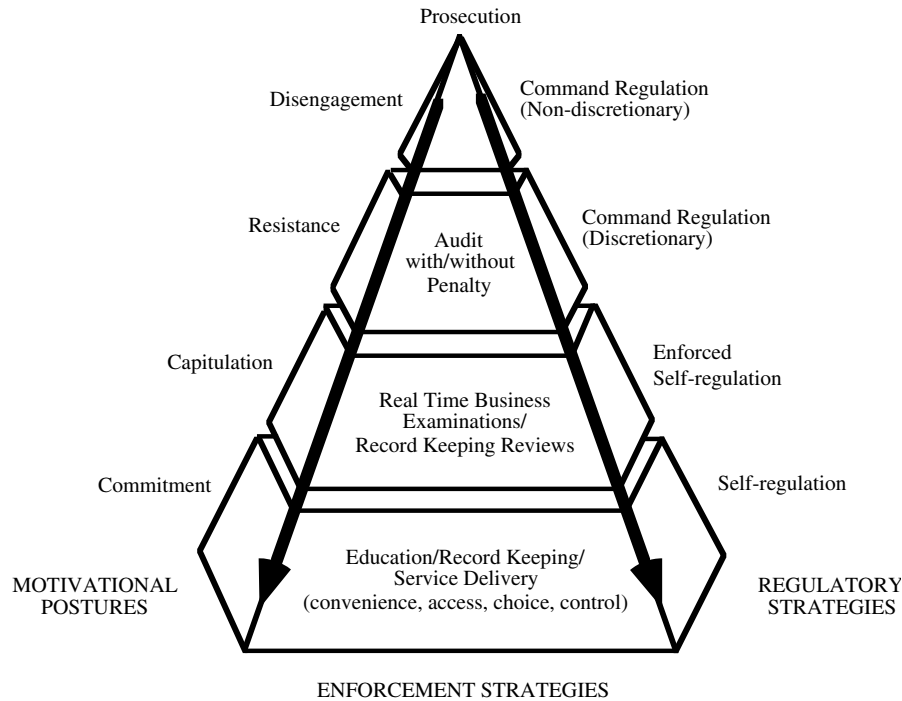 Prosecution
Disengagement
Command Regulation
(Non-discretionary)
Resistance
Audit
with/without
Penalty
Command Regulation
(Discretionary)
Capitulation
Real Time Business
Examinations/
Record Keeping Reviews
Enforced
Self-regulation
Commitment
Education/Record Keeping/
Service Delivery
(convenience, access, choice, control)
Self-regulation
MOTIVATIONAL
POSTURES
REGULATORY
STRATEGIES
ENFORCEMENT STRATEGIES